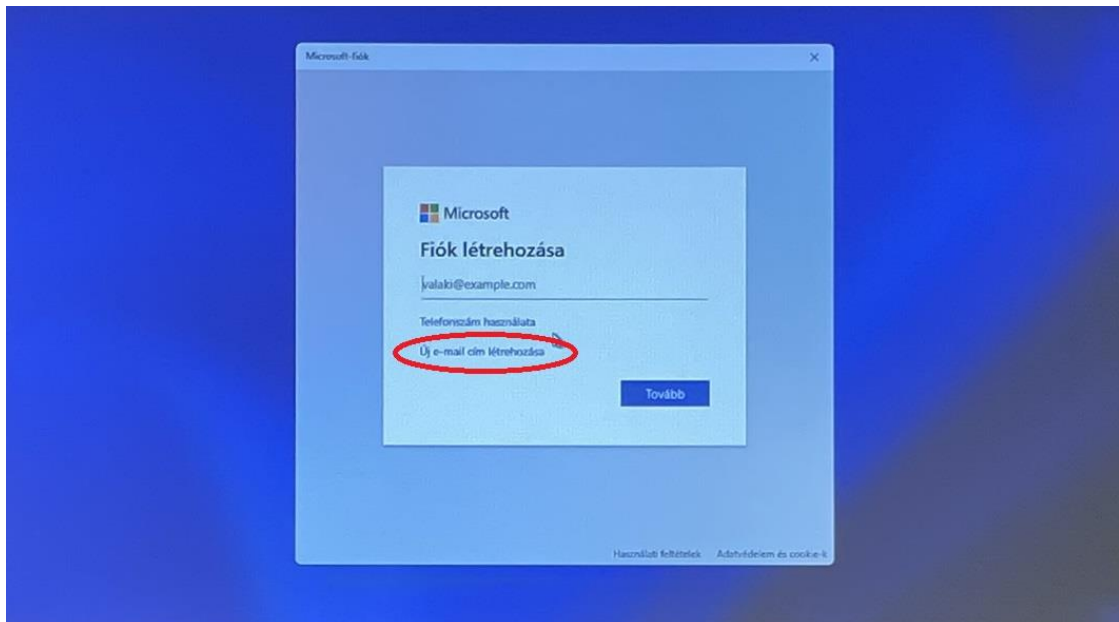 Microsoft-fiók
Microsoft
Fiók létrehozása
valaki@example.com
Telefonszám használata
Új e-mail cím létrehozása
Tovább
Használati feltételek Adatvédelem és cookie-k